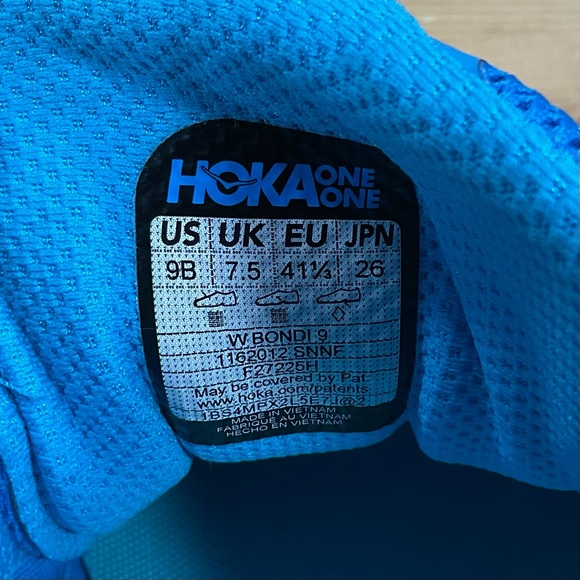 HOKA ONE ONE
US UK EU JPN
9B 7.5 41⅓ 26
W BONDI 9
1162012 SNNF
F27225H
May be covered by Pat.
www.hoka.com/patents
MADE IN VIETNAM
FABRIQUÉ AU VIETNAM
HECHO EN VIETNAM